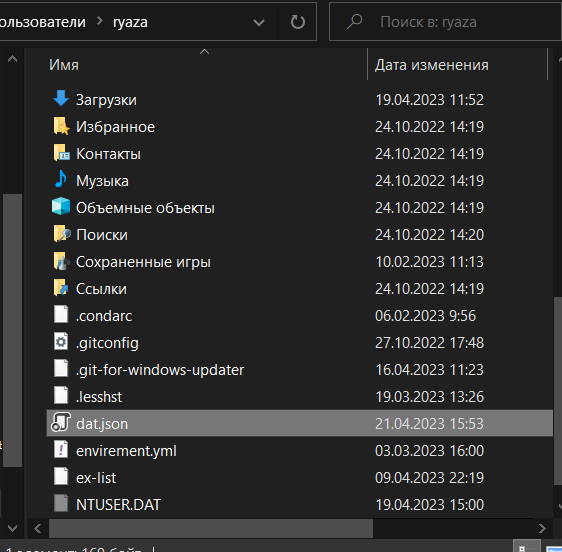 ользователи > ryaza
Поиск в: ryaza
Имя Дата изменения
Загрузки 19.04.2023 11:52
Избранное 24.10.2022 14:19
Контакты 24.10.2022 14:19
Музыка 24.10.2022 14:19
Объемные объекты 24.10.2022 14:19
Поиски 24.10.2022 14:20
Сохраненные игры 10.02.2023 11:13
Ссылки 24.10.2022 14:19
.condarc 06.02.2023 9:56
.gitconfig 27.10.2022 17:48
.git-for-windows-updater 16.04.2023 11:23
.lesshst 19.03.2023 13:26
dat.json 21.04.2023 15:53
envirement.yml 03.03.2023 16:00
ex-list 09.04.2023 22:19
NTUSER.DAT 19.04.2023 15:00
1 элемент: 160 байт